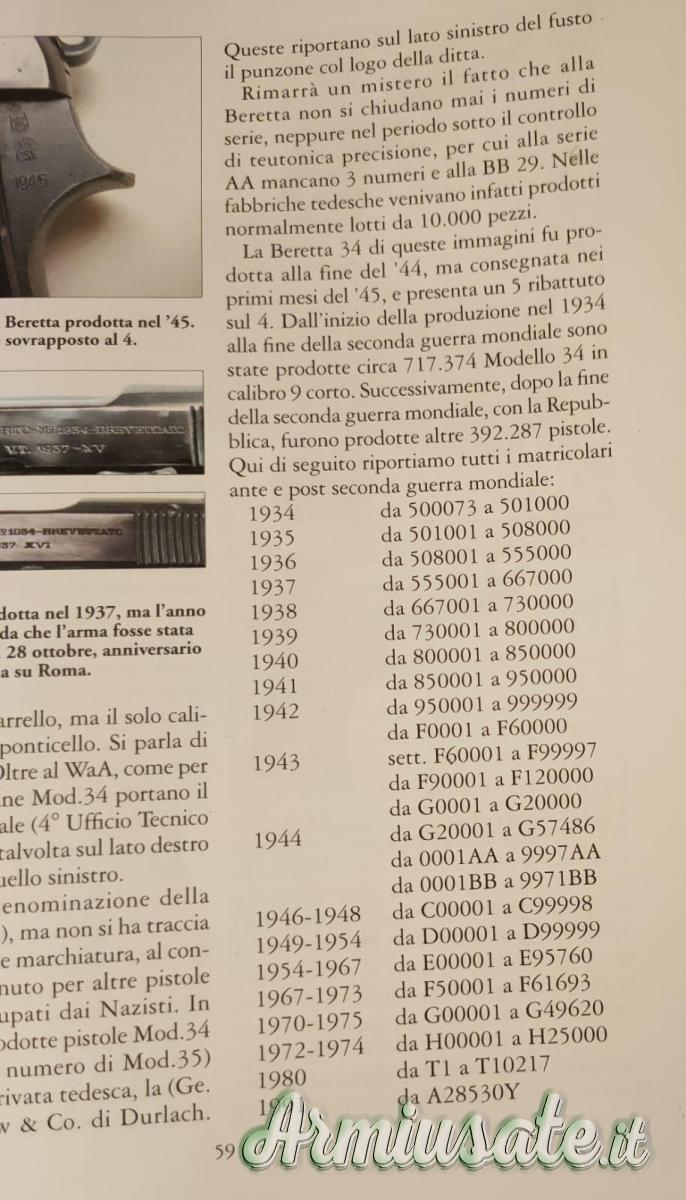 PSF
1945
Beretta prodotta nel '45.
sovrapposto al 4.
1934-BREVETTATO
1937-XV
1934-BREVETTATO
XVI
dotta nel 1937, ma l'anno
da che l'arma fosse stata
28 ottobre, anniversario
a su Roma.
arrello, ma il solo cali-
ponticello. Si parla di
Oltre al WaA, come per
ne Mod.34 portano il
ale (4° Ufficio Tecnico
talvolta sul lato destro
uello sinistro.
enominazione della
), ma non si ha traccia
e marchiatura, al con-
nuto per altre pistole
upati dai Nazisti. In
odotte pistole Mod.34
numero di Mod.35)
rivata tedesca, la (Ge.
w & Co. di Durlach.
Queste riportano sul lato sinistro del fusto
il punzone col logo della ditta.
Rimarrà un mistero il fatto che alla
Beretta non si chiudano mai i numeri di
serie, neppure nel periodo sotto il controllo
di teutonica precisione, per cui alla serie
AA mancano 3 numeri e alla BB 29. Nelle
fabbriche tedesche venivano infatti prodotti
normalmente lotti da 10.000 pezzi.
La Beretta 34 di queste immagini fu pro-
dotta alla fine del '44, ma consegnata nei
primi mesi del '45, e presenta un 5 ribattuto
sul 4. Dall'inizio della produzione nel 1934
alla fine della seconda guerra mondiale sono
state prodotte circa 717.374 Modello 34 in
calibro 9 corto. Successivamente, dopo la fine
della seconda guerra mondiale, con la Repub-
blica, furono prodotte altre 392.287 pistole.
Qui di seguito riportiamo tutti i matricolari
ante e post seconda guerra mondiale:
1934 da 500073 a 501000
1935 da 501001 a 508000
1936 da 508001 a 555000
1937 da 555001 a 667000
1938 da 667001 a 730000
1939 da 730001 a 800000
1940 da 800001 a 850000
1941 da 850001 a 950000
1942 da 950001 a 999999
da F0001 a F60000
1943 sett. F60001 a F99997
da F90001 a F120000
da G0001 a G20000
1944 da G20001 a G57486
da 0001AA a 9997AA
da 0001BB a 9971BB
1946-1948 da C00001 a C99998
1949-1954 da D00001 a D99999
1954-1967 da E00001 a E95760
1967-1973 da F50001 a F61693
1970-1975 da G00001 a G49620
1972-1974 da H00001 a H25000
1980 da T1 a T10217
da A28530Y
59
Armiusate.it